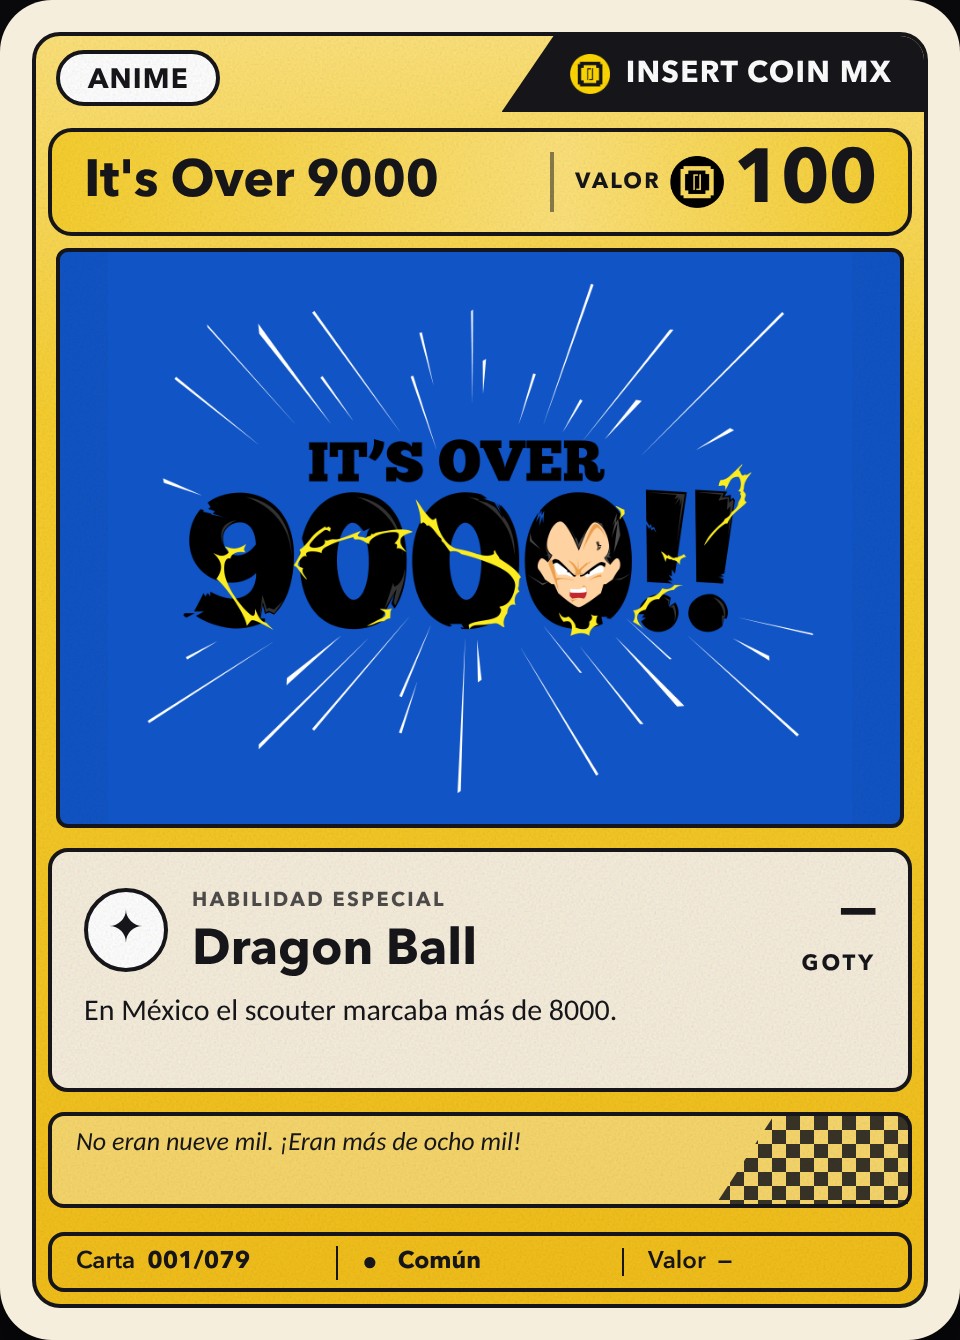 ANIME
INSERT COIN MX
It's Over 9000
VALOR 100
IT'S OVER
9000!!
HABILIDAD ESPECIAL
Dragon Ball
—
GOTY
En México el scouter marcaba más de 8000.
No eran nueve mil. ¡Eran más de ocho mil!
Carta 001/079
● Común
Valor –